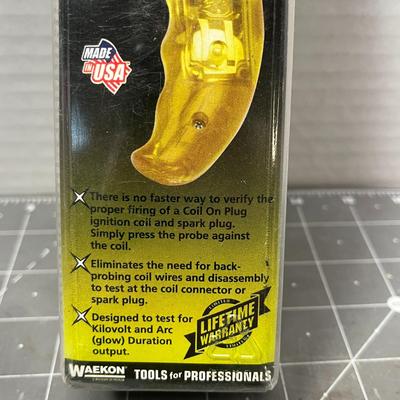 MADE
IN USA
There is no faster way to verify the
proper firing of a Coil On Plug
ignition coil and spark plug.
Simply press the probe against
the coil.
Eliminates the need for back-
probing coil wires and disassembly
to test at the coil connector or
spark plug.
LIMITED
LIFETIME
WARRANTY
Designed to test for
Kilovolt and Arc
(glow) Duration
output.
WAEKON
TOOLS for PROFESSIONALS